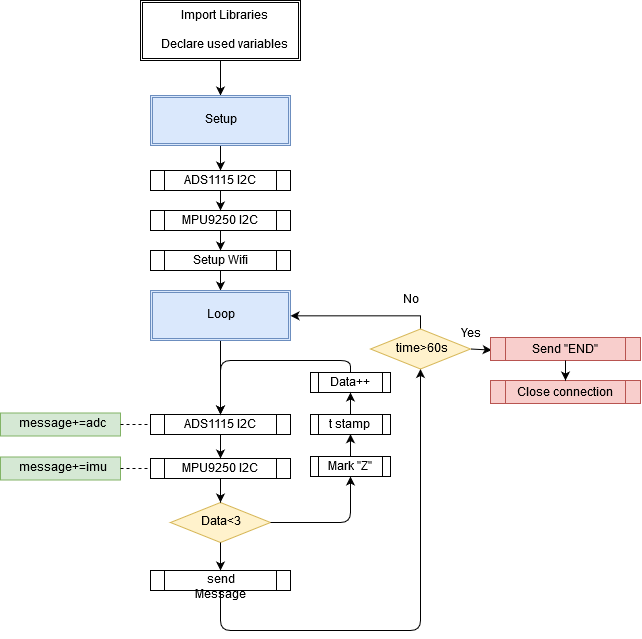 Import Libraries
Declare used variables
Setup
ADS1115 I2C
MPU9250 I2C
Setup Wifi
Loop
No
time>60s
Yes
Send "END"
Close connection
Data++
t stamp
Mark "Z"
message+=adc
ADS1115 I2C
message+=imu
MPU9250 I2C
Data<3
send
Message